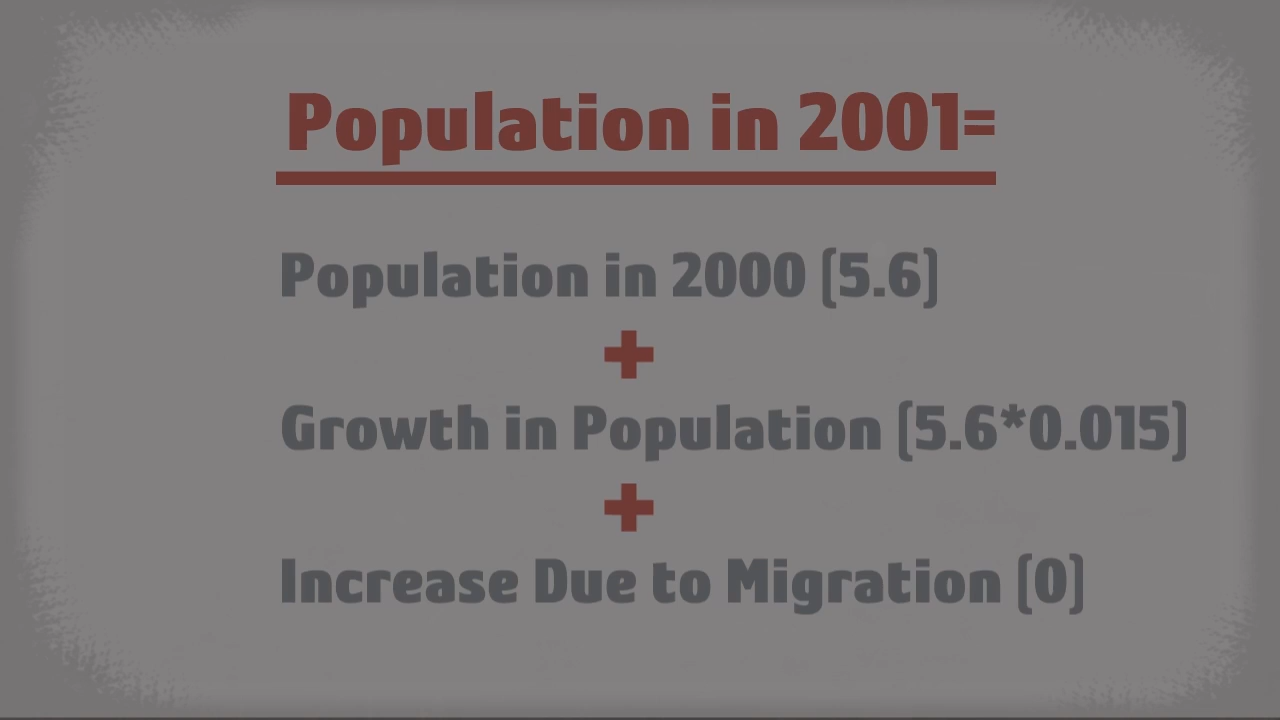 Population in 2001=
Population in 2000 (5.6)
+
Growth in Population (5.6*0.015)
+
Increase Due to Migration (0)